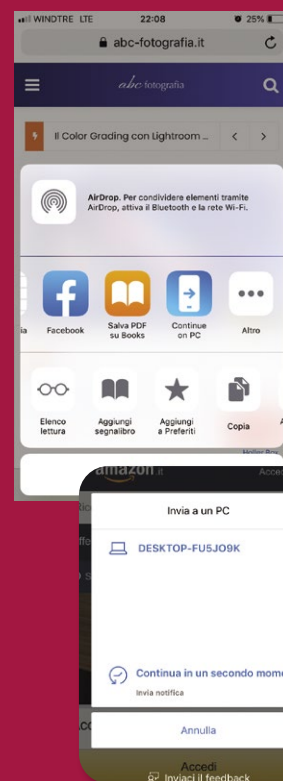 WINDTRE LTE 22:08 25%
abc-fotografia.it
abc fotografia
Il Color Grading con Lightroom ...
AirDrop. Per condividere elementi tramite
AirDrop, attiva il Bluetooth e la rete Wi-Fi.
ia Facebook Salva PDF
su Books Continue
on PC Altro
Elenco
lettura Aggiungi
segnalibro Aggiungi
a Preferiti Copia A
amazon.it Acced
Invia a un PC
DESKTOP-FU5JO9K
Continua in un secondo mome
Invia notifica
Annulla
Accedi
Inviaci il feedback